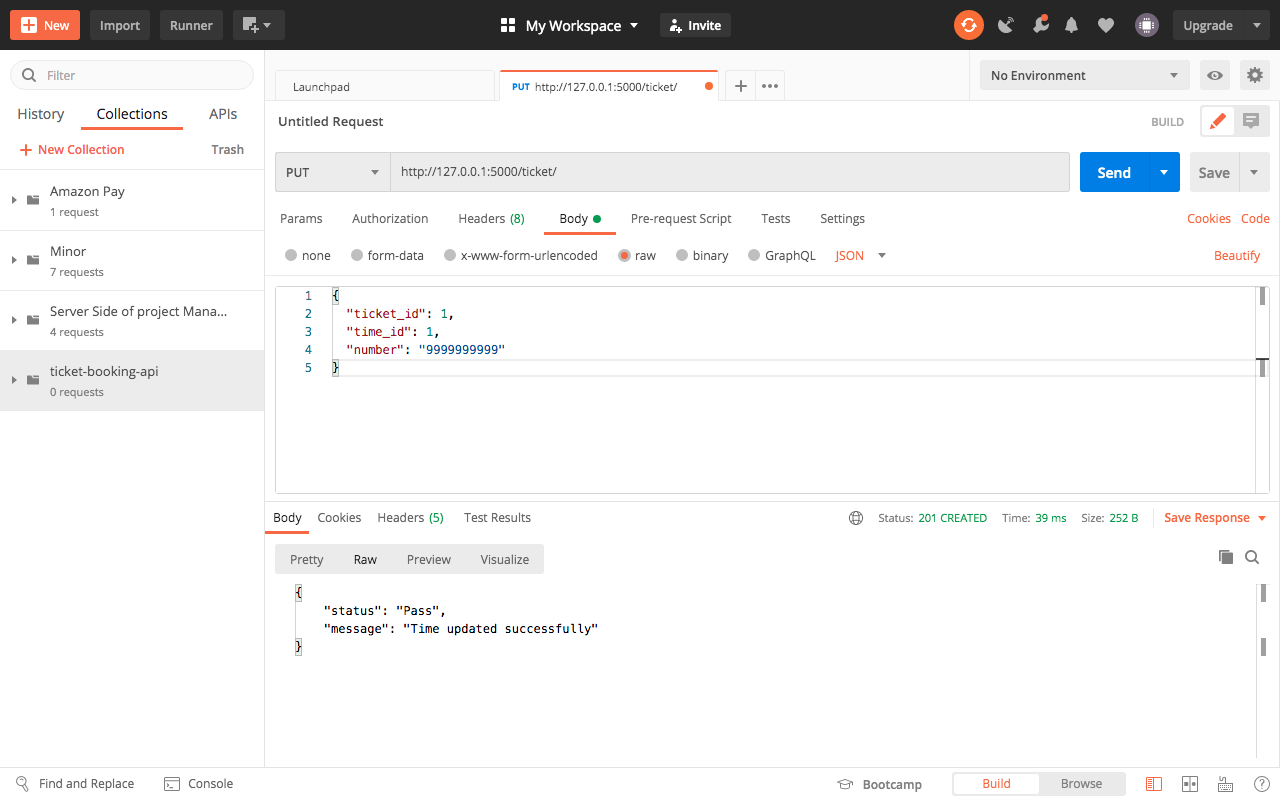 New
Import
Runner
My Workspace
Invite
Upgrade
Filter
History
Collections
APIs
New Collection
Trash
Amazon Pay
1 request
Minor
7 requests
Server Side of project Mana...
4 requests
ticket-booking-api
0 requests
Launchpad
PUT http://127.0.0.1:5000/ticket/
No Environment
Untitled Request
BUILD
PUT
http://127.0.0.1:5000/ticket/
Send
Save
Params
Authorization
Headers (8)
Body
Pre-request Script
Tests
Settings
Cookies
Code
none
form-data
x-www-form-urlencoded
raw
binary
GraphQL
JSON
Beautify
1 {
2 "ticket_id": 1,
3 "time_id": 1,
4 "number": "9999999999"
5 }
Body
Cookies
Headers (5)
Test Results
Status: 201 CREATED
Time: 39 ms
Size: 252 B
Save Response
Pretty
Raw
Preview
Visualize
{
"status": "Pass",
"message": "Time updated successfully"
}
Find and Replace
Console
Bootcamp
Build
Browse